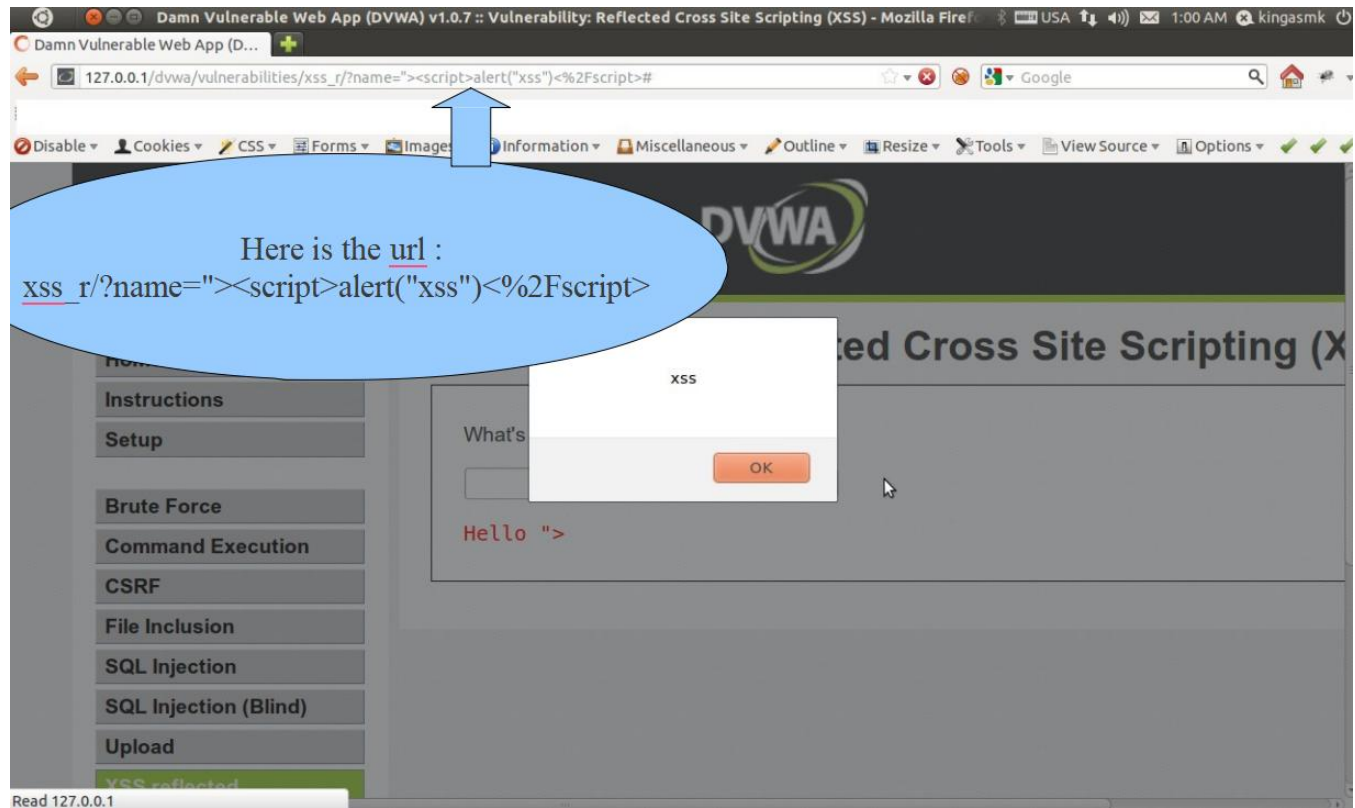 Damn Vulnerable Web App (DVWA) v1.0.7 :: Vulnerability: Reflected Cross Site Scripting (XSS) - Mozilla Firef
USA 1:00 AM kingasmk
Damn Vulnerable Web App (D...
127.0.0.1/dvwa/vulnerabilities/xss_r/?name="><script>alert("xss")<%2Fscript>#
Google
Disable Cookies CSS Forms Images Information Miscellaneous Outline Resize Tools View Source Options
DVWA
Here is the url :
xss_r/?name="><script>alert("xss")<%2Fscript>
ted Cross Site Scripting (X
xss
OK
Home
Instructions
Setup
What's
Hello ">
Brute Force
Command Execution
CSRF
File Inclusion
SQL Injection
SQL Injection (Blind)
Upload
XSS reflected
Read 127.0.0.1